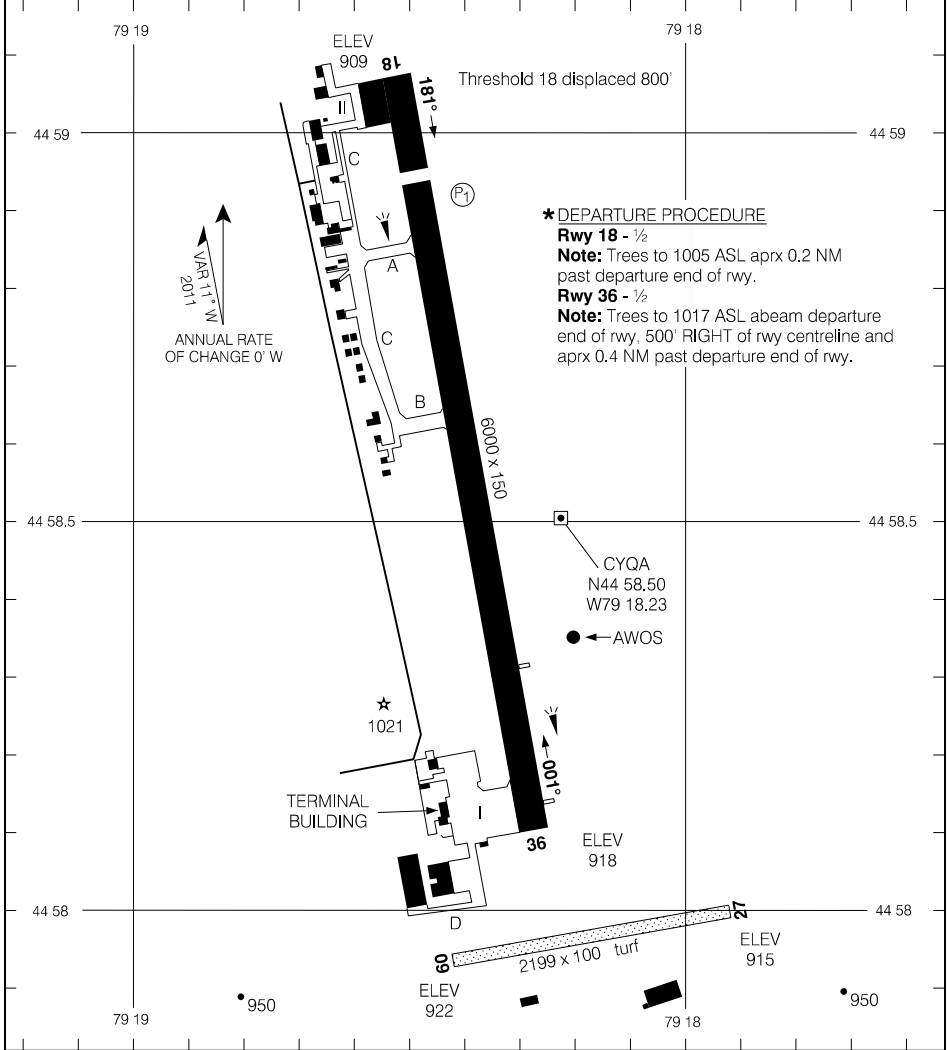 79 19
79 18
ELEV
909
18
Threshold 18 displaced 800'
181°
II
44 59
44 59
C
P1
*DEPARTURE PROCEDURE
Rwy 18 - ½
Note: Trees to 1005 ASL aprx 0.2 NM
past departure end of rwy.
Rwy 36 - ½
Note: Trees to 1017 ASL abeam departure
end of rwy, 500' RIGHT of rwy centreline and
aprx 0.4 NM past departure end of rwy.
VAR 11° W
2011
ANNUAL RATE
OF CHANGE 0' W
A
C
B
6000 x 150
44 58.5
44 58.5
CYQA
N44 58.50
W79 18.23
AWOS
1021
001°
TERMINAL
BUILDING
I
36
ELEV
918
44 58
44 58
D
27
09
2199 x 100 turf
ELEV
915
ELEV
922
950
950
79 19
79 18